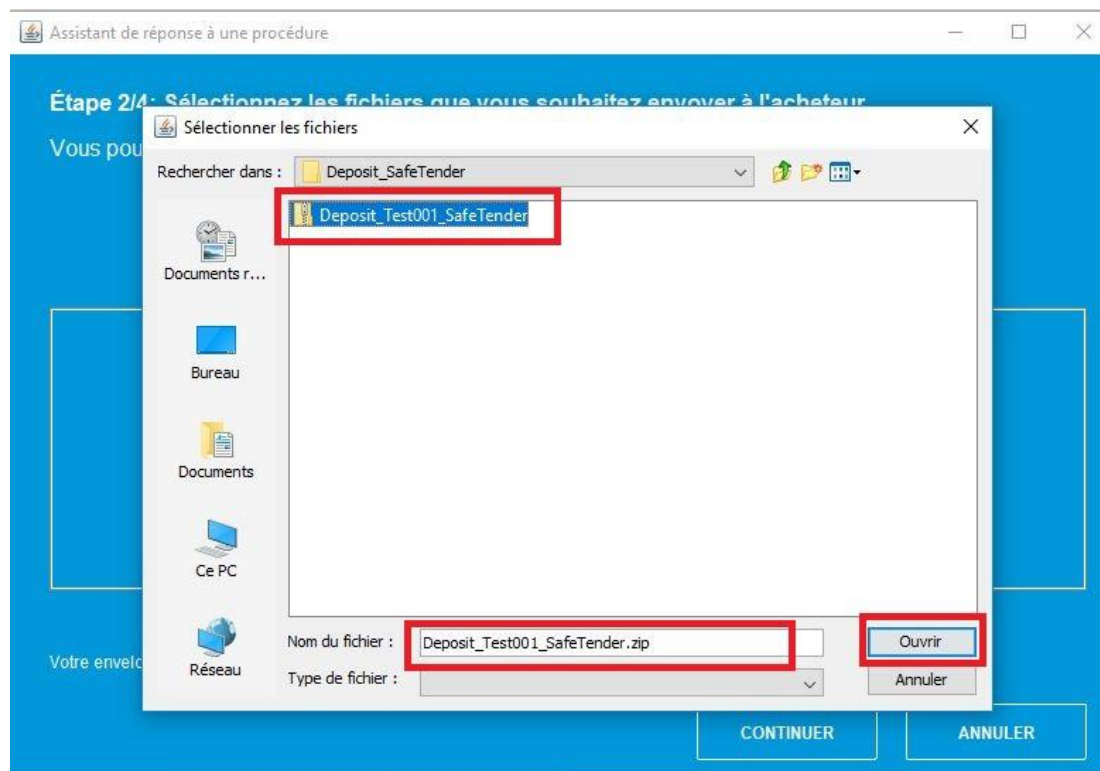 Assistant de réponse à une procédure
Étape 2/4: Sélectionnez les fichiers que vous souhaitez envoyer à l'acheteur
Vous pou
Sélectionner les fichiers
Rechercher dans : Deposit_SafeTender
Deposit_Test001_SafeTender
Documents r...
Bureau
Documents
Ce PC
Réseau
Nom du fichier : Deposit_Test001_SafeTender.zip Ouvrir
Type de fichier : Annuler
Votre envelo
CONTINUER ANNULER